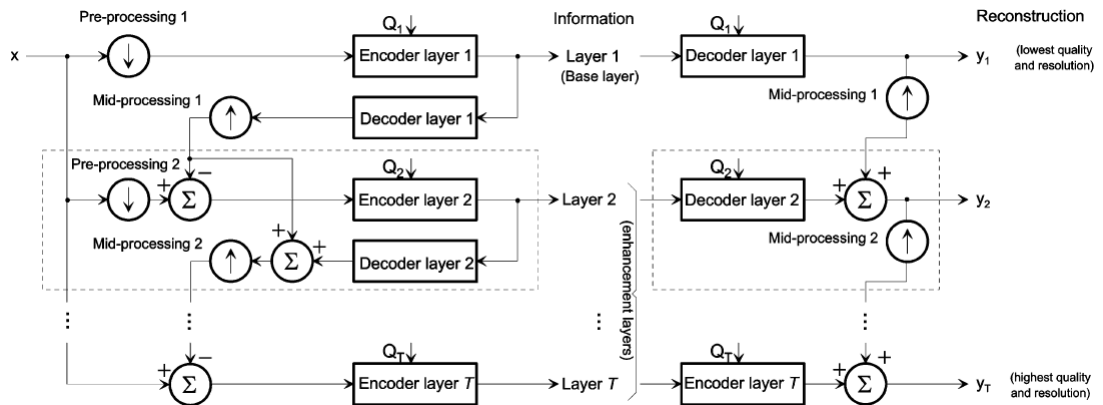 Pre-processing 1
Q1
Information
Q1
Reconstruction
x
Encoder layer 1
Layer 1
(Base layer)
Decoder layer 1
y1
(lowest quality
and resolution)
Mid-processing 1
Decoder layer 1
Mid-processing 1
Pre-processing 2
−
+
Σ
Q2
Encoder layer 2
Layer 2
Q2
Decoder layer 2
+
+
Σ
y2
Mid-processing 2
+
+
Σ
Decoder layer 2
Mid-processing 2
(enhancement layers)
...
...
...
...
−
+
Σ
QT
Encoder layer T
Layer T
QT
Encoder layer T
+
+
Σ
yT
(highest quality
and resolution)